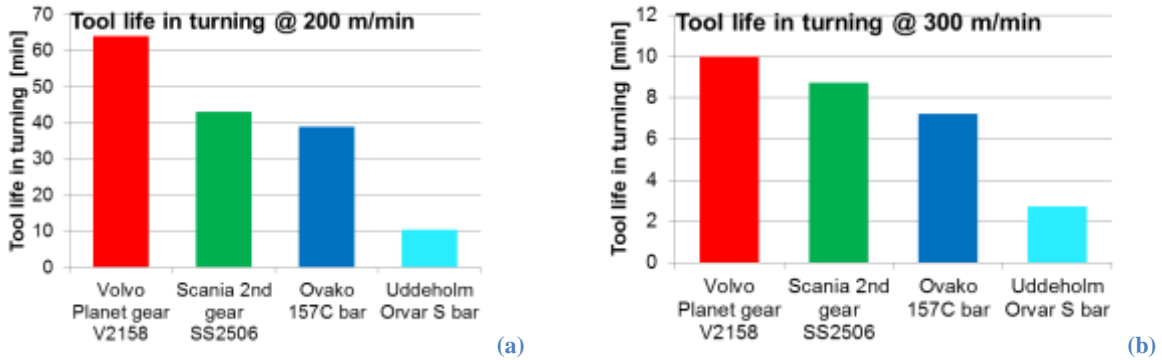 Tool life in turning @ 200 m/min
Tool life in turning [min]
70
60
50
40
30
20
10
0
Volvo Planet gear V2158
Scania 2nd gear SS2506
Ovako 157C bar
Uddeholm Orvar S bar
(a)
Tool life in turning @ 300 m/min
Tool life in turning [min]
12
10
8
6
4
2
0
Volvo Planet gear V2158
Scania 2nd gear SS2506
Ovako 157C bar
Uddeholm Orvar S bar
(b)